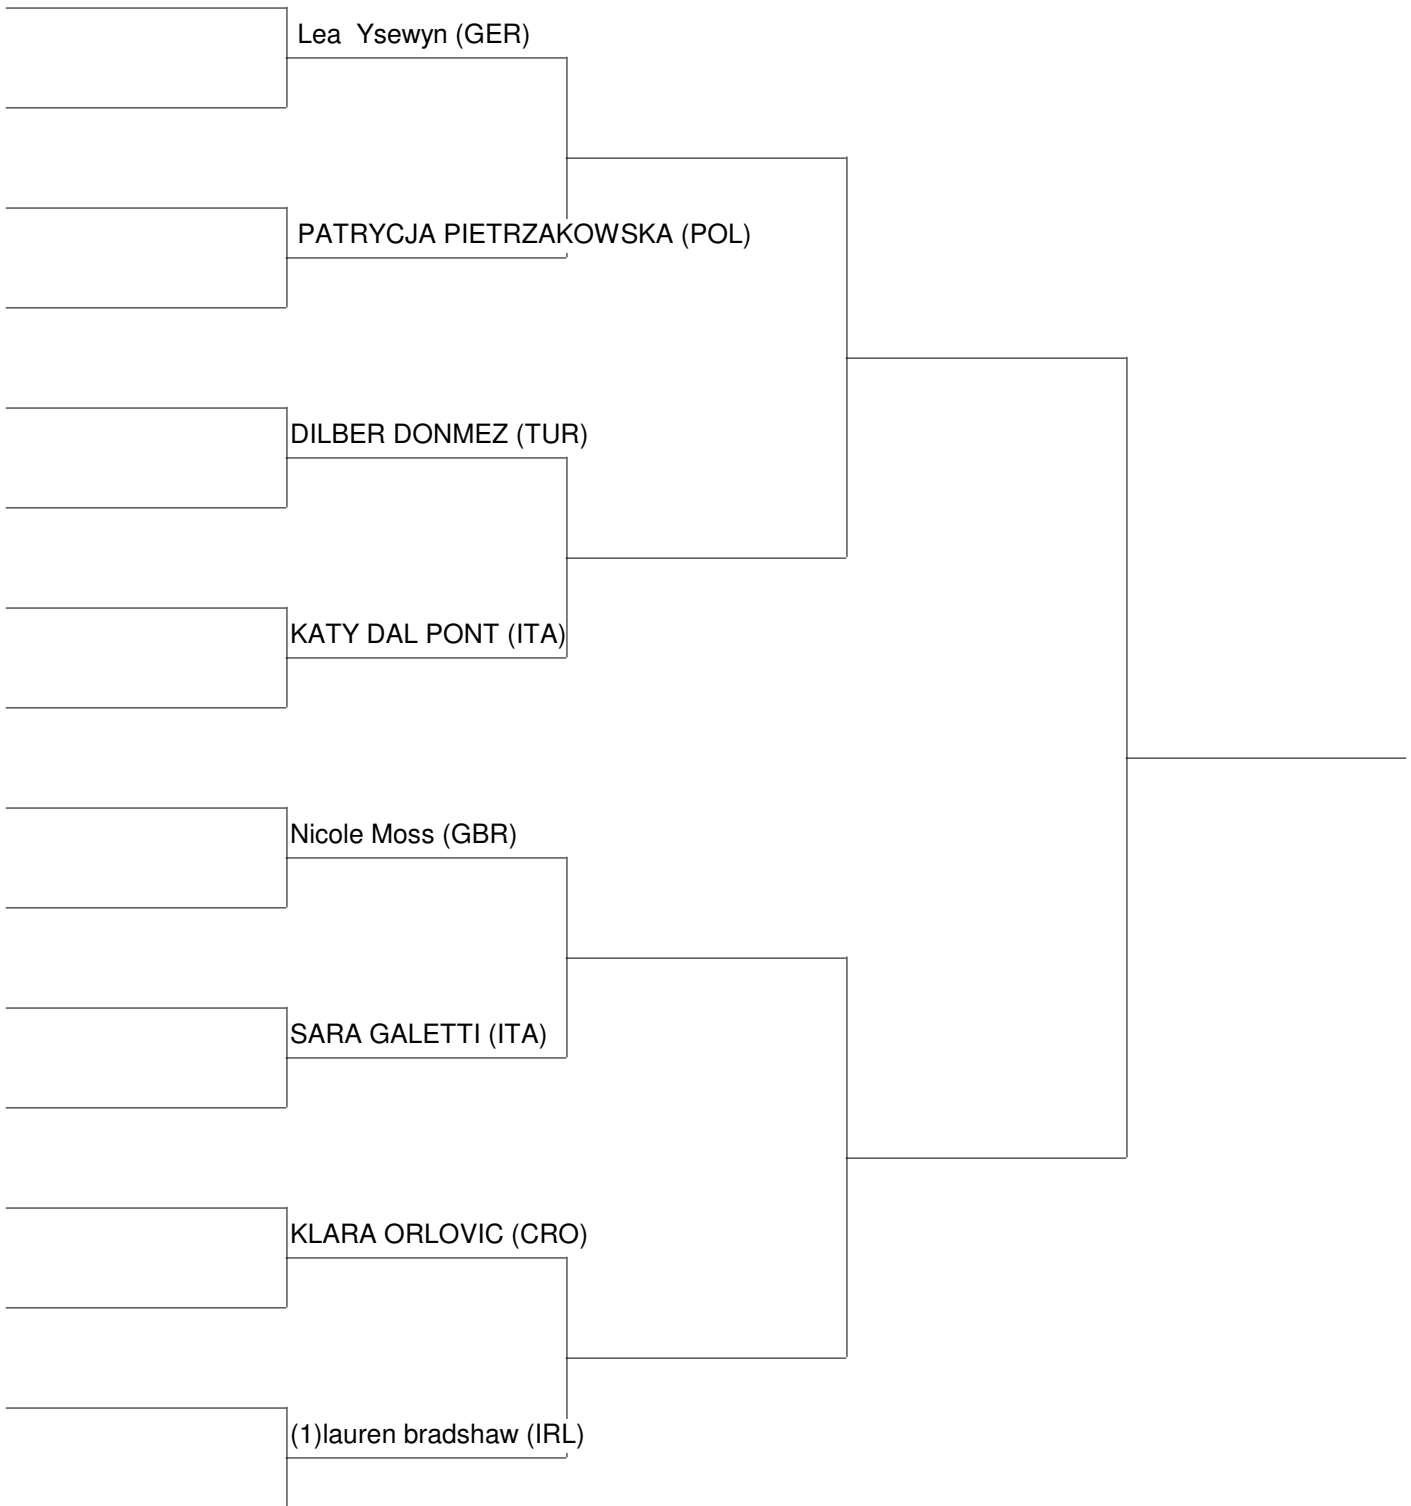 Lea  Ysewyn (GER)
PATRYCJA PIETRZAKOWSKA (POL)
DILBER DONMEZ (TUR)
KATY DAL PONT (ITA)
Nicole Moss (GBR)
SARA GALETTI (ITA)
KLARA ORLOVIC (CRO)
(1)lauren bradshaw (IRL)